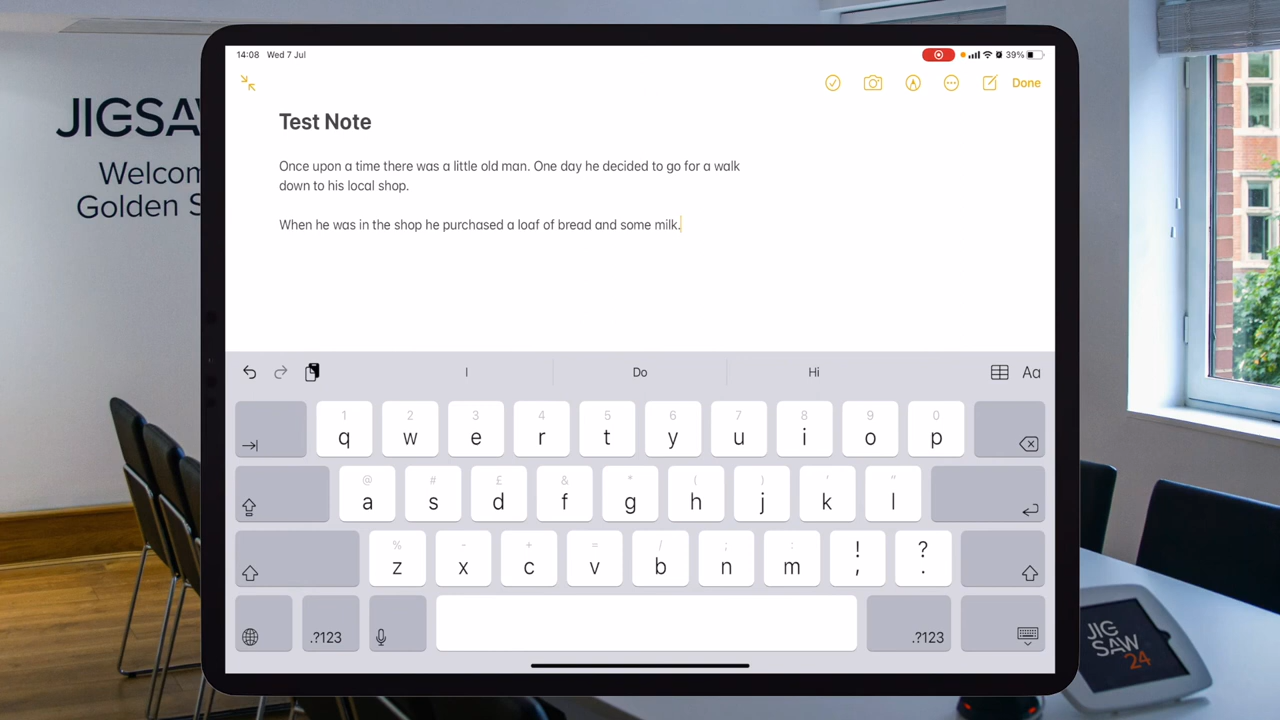 JIGSAW
Welcom
Golden S
14:08 Wed 7 Jul
39%
Done
Test Note
Once upon a time there was a little old man. One day he decided to go for a walk
down to his local shop.
When he was in the shop he purchased a loaf of bread and some milk.
I Do Hi
Aa
1 2 3 4 5 6 7 8 9 0
q w e r t y u i o p
@ # £ & * ( ) ' "
a s d f g h j k l
% - + = / ; : ! ?
z x c v b n m , .
.?123 .?123
JIG
SAW
24